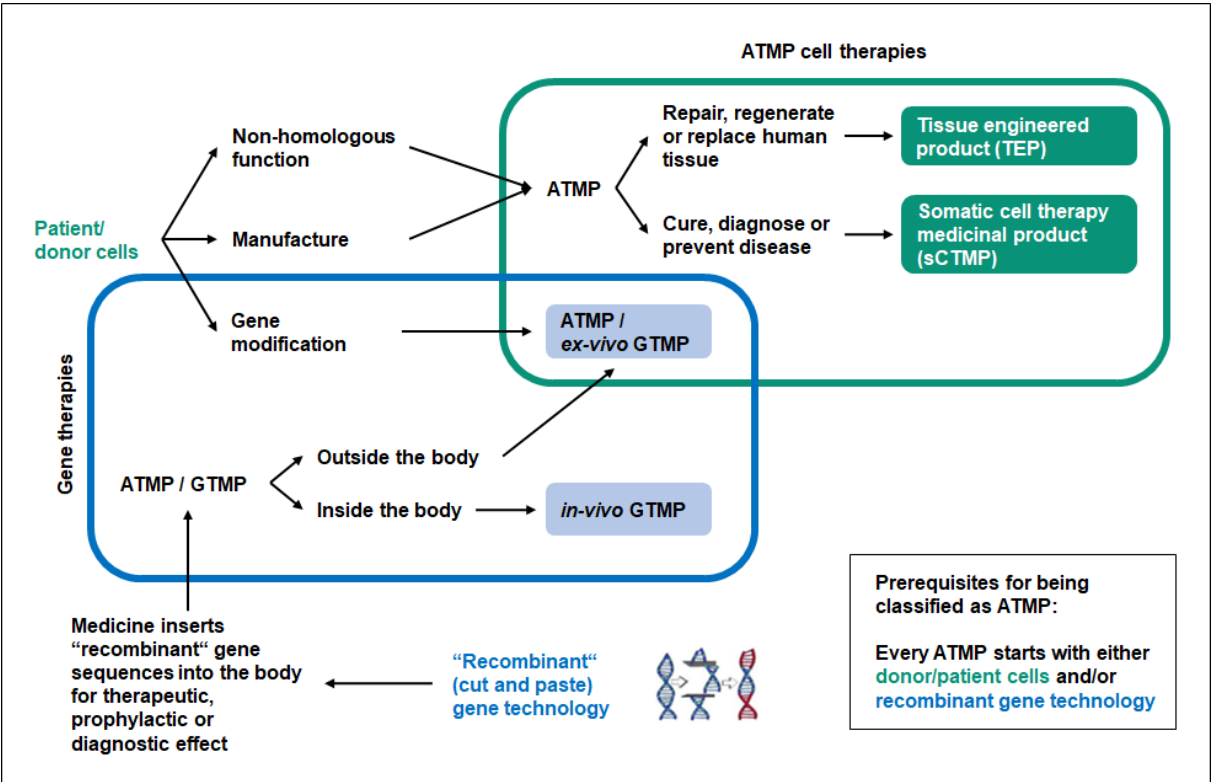 ATMP cell therapies
Non-homologous
function
Repair, regenerate
or replace human
tissue
Tissue engineered
product (TEP)
ATMP
Patient/
donor cells
Manufacture
Cure, diagnose or
prevent disease
Somatic cell therapy
medicinal product
(sCTMP)
Gene
modification
ATMP /
ex-vivo GTMP
Gene therapies
Outside the body
ATMP / GTMP
Inside the body
in-vivo GTMP
Medicine inserts
“recombinant“ gene
sequences into the body
for therapeutic,
prophylactic or
diagnostic effect
“Recombinant“
(cut and paste)
gene technology
Prerequisites for being
classified as ATMP:
Every ATMP starts with either
donor/patient cells and/or
recombinant gene technology